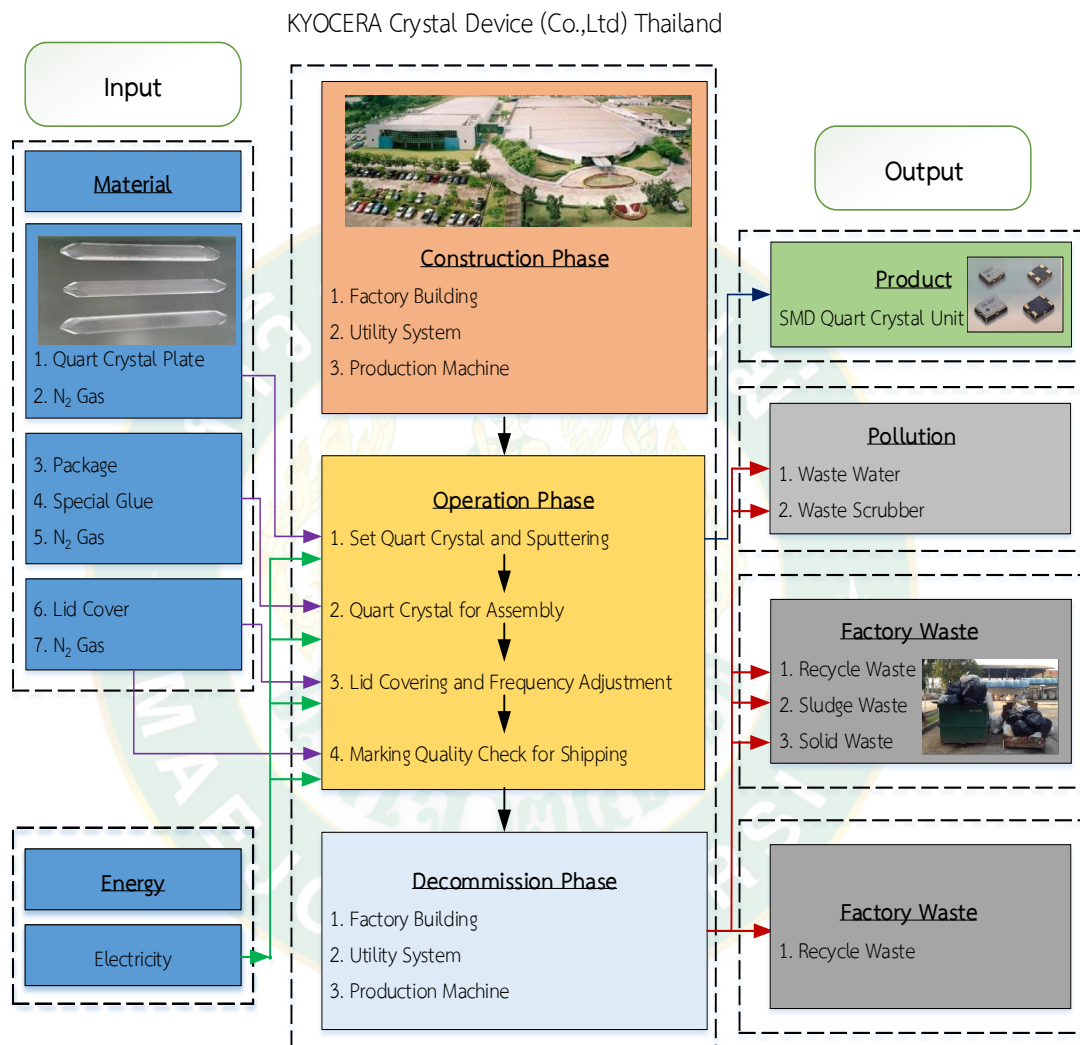 KYOCERA Crystal Device (Co.,Ltd) Thailand
Input
Material
1. Quart Crystal Plate
2. N₂ Gas
3. Package
4. Special Glue
5. N₂ Gas
6. Lid Cover
7. N₂ Gas
Energy
Electricity
Construction Phase
1. Factory Building
2. Utility System
3. Production Machine
Operation Phase
1. Set Quart Crystal and Sputtering
2. Quart Crystal for Assembly
3. Lid Covering and Frequency Adjustment
4. Marking Quality Check for Shipping
Decommission Phase
1. Factory Building
2. Utility System
3. Production Machine
Output
Product
SMD Quart Crystal Unit
Pollution
1. Waste Water
2. Waste Scrubber
Factory Waste
1. Recycle Waste
2. Sludge Waste
3. Solid Waste
Factory Waste
1. Recycle Waste